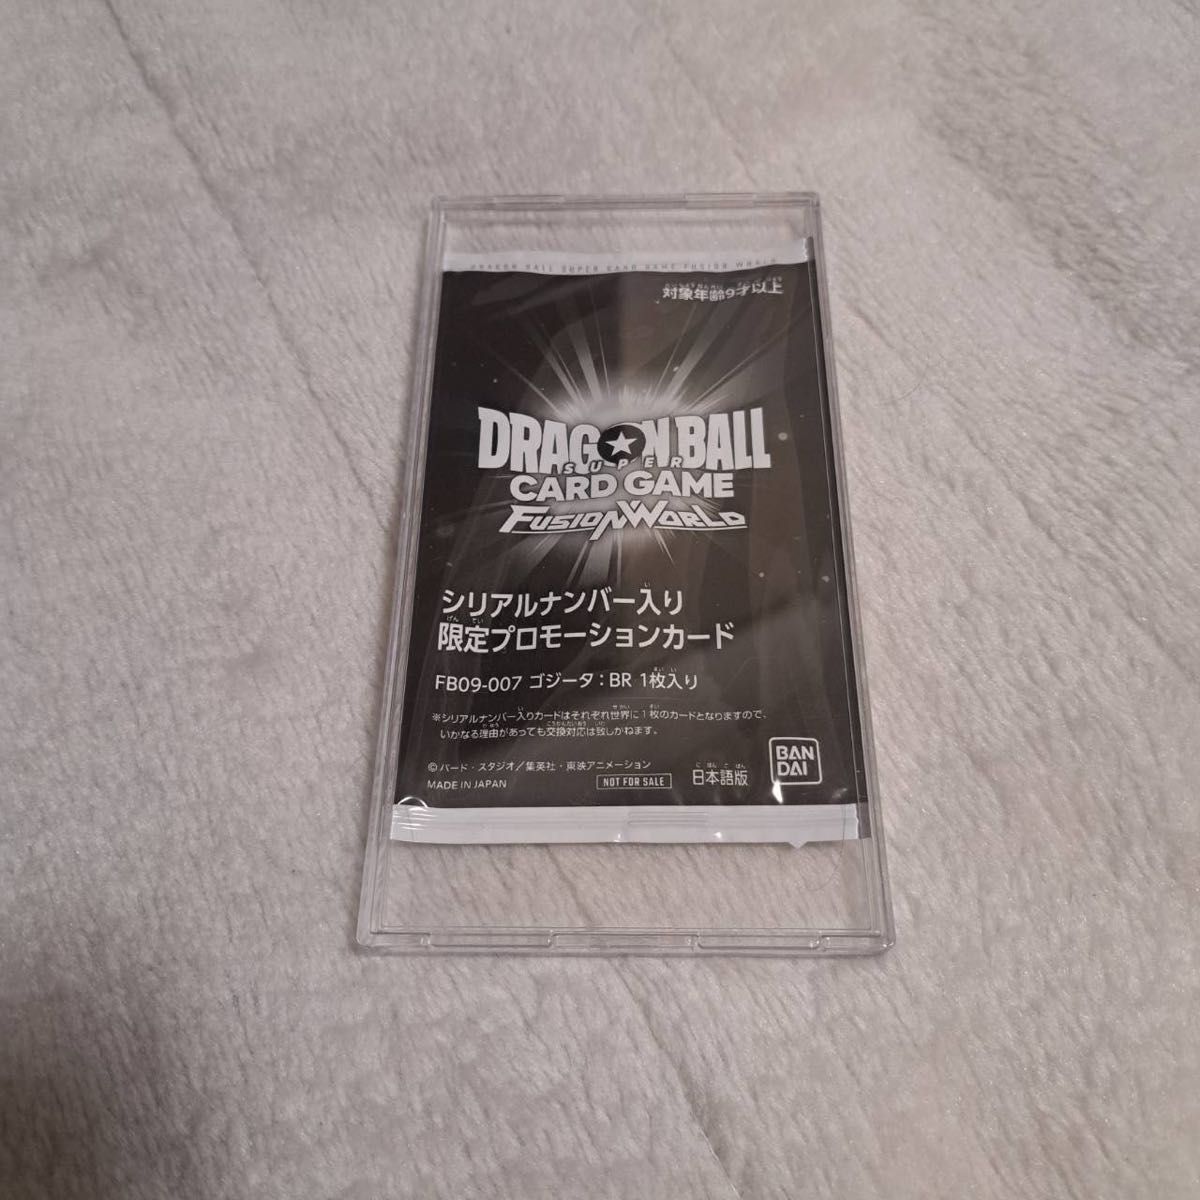 DRAGON BALL SUPER CARD GAME FUSION WORLD
対象年齢9才以上
DRAGON BALL
SUPER
CARD GAME
FUSION WORLD
シリアルナンバー入り
限定プロモーションカード
FB09-007 ゴジータ：BR 1枚入り
※シリアルナンバー入りカードはそれぞれ世界に1枚のカードとなりますので、
いかなる理由があっても交換対応は致しかねます。
©バード・スタジオ／集英社・東映アニメーション
MADE IN JAPAN
NOT FOR SALE
日本語版
BAN
DAI